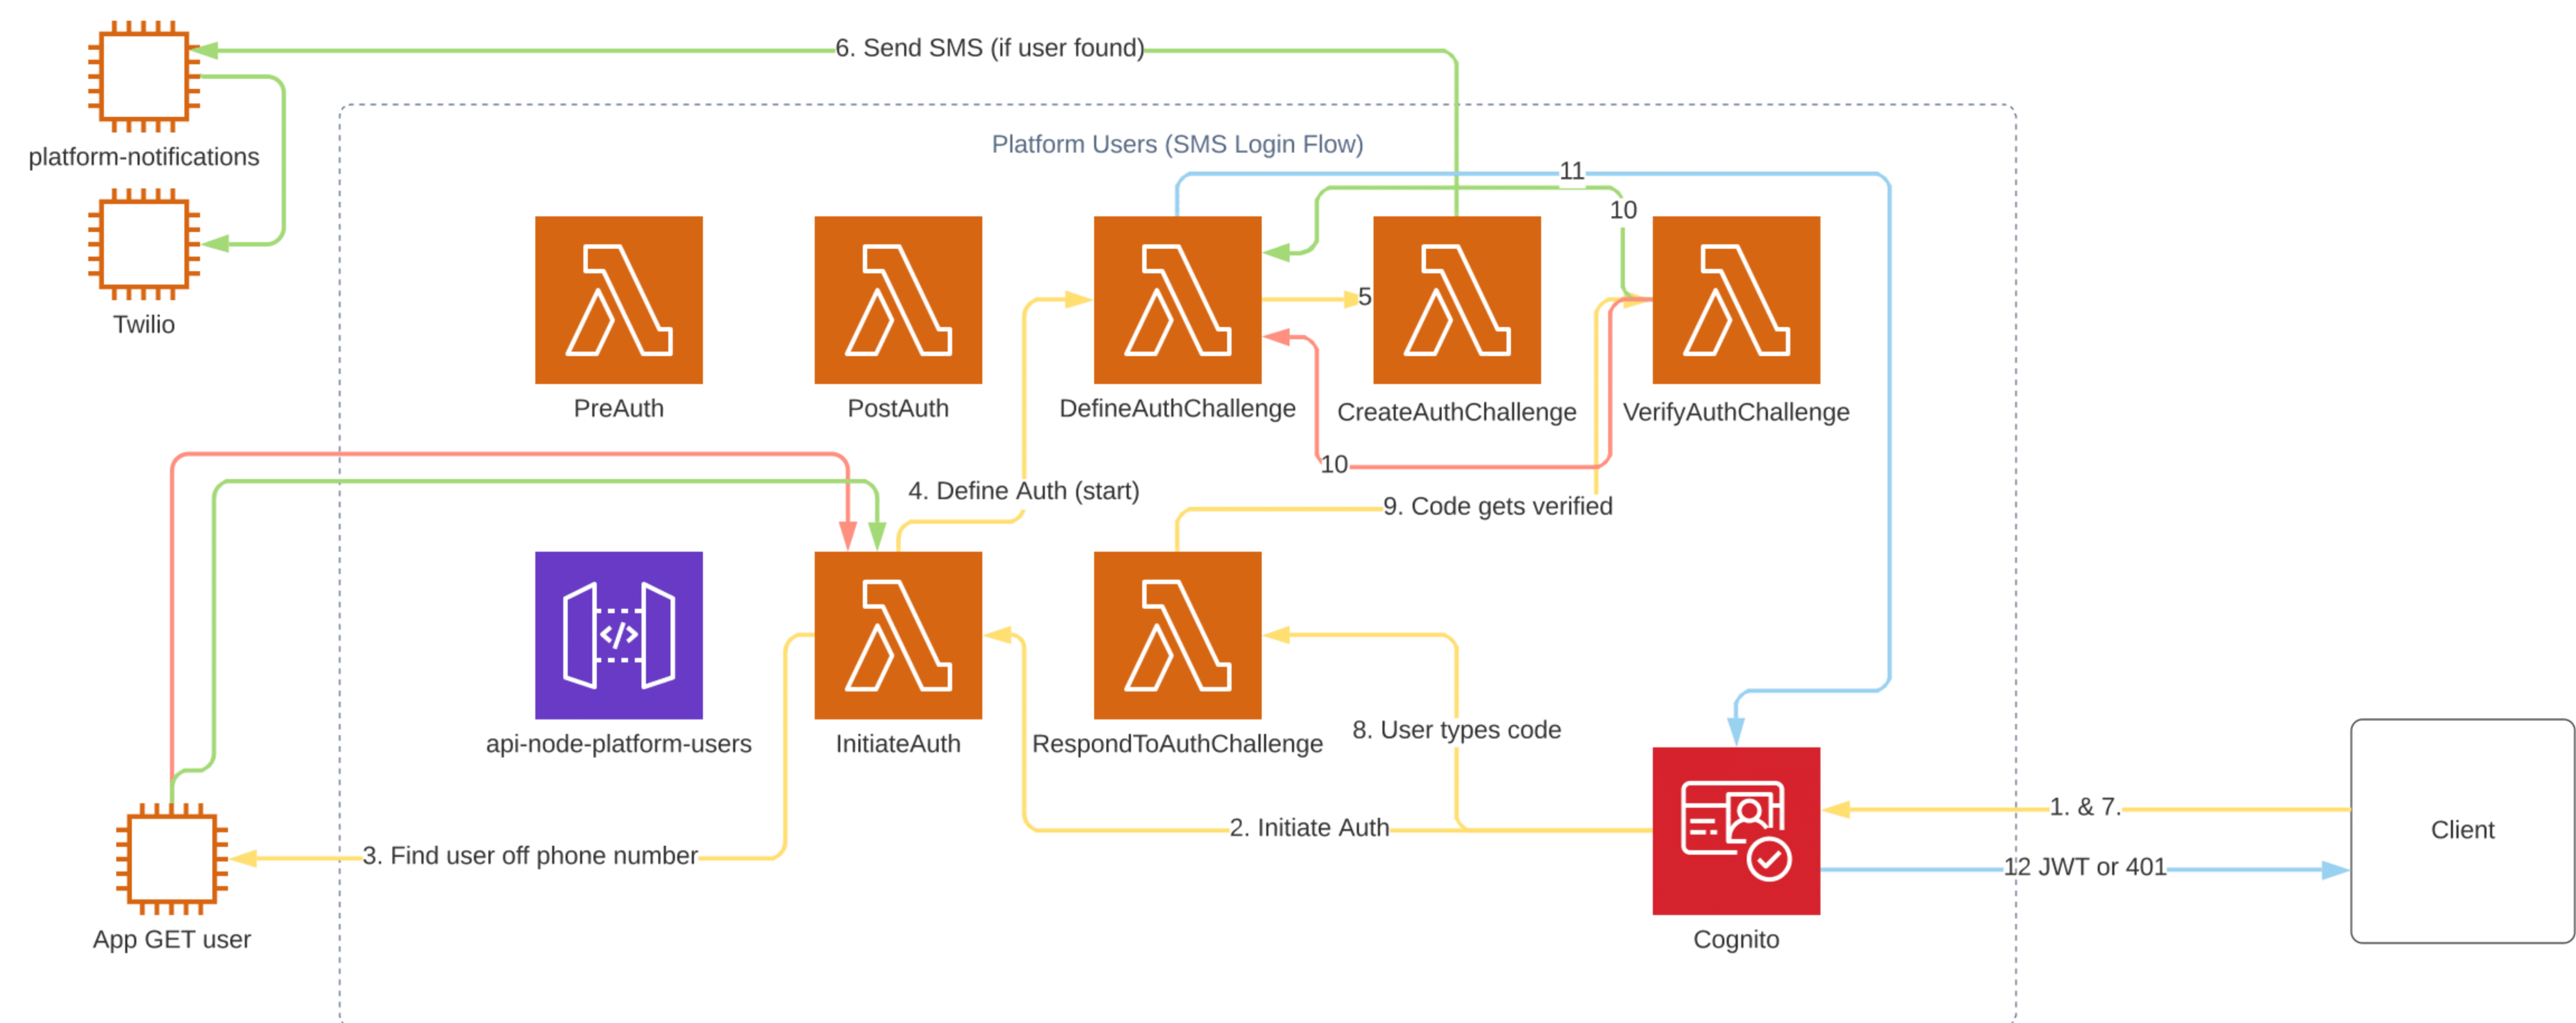 6. Send SMS (if user found)
platform-notifications
Twilio
Platform Users (SMS Login Flow)
11
10
5
PreAuth
PostAuth
DefineAuthChallenge
CreateAuthChallenge
VerifyAuthChallenge
10
4. Define Auth (start)
9. Code gets verified
api-node-platform-users
InitiateAuth
RespondToAuthChallenge
8. User types code
2. Initiate Auth
3. Find user off phone number
1. & 7.
Client
12 JWT or 401
App GET user
Cognito